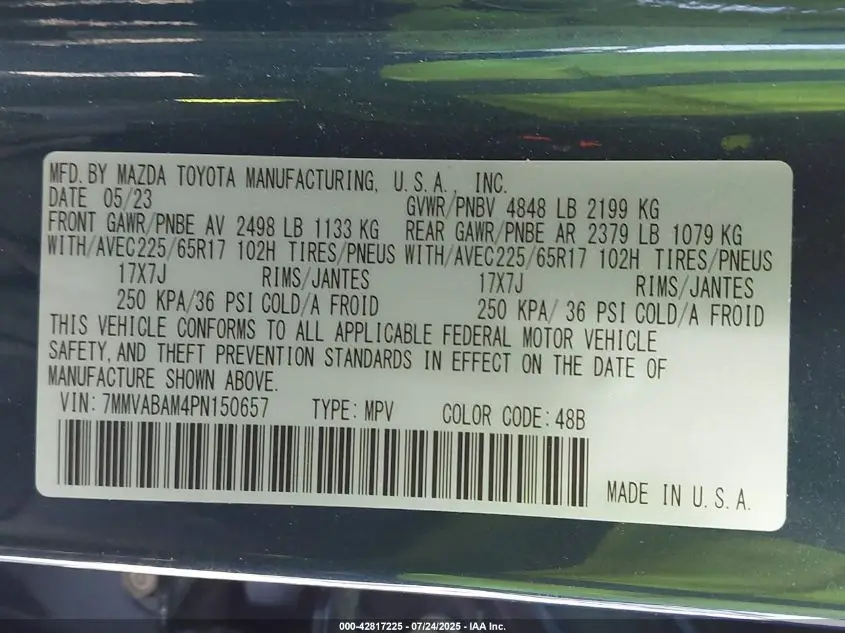 MFD. BY MAZDA TOYOTA MANUFACTURING, U.S.A., INC.
DATE 05/23 GVWR/PNBV 4848 LB 2199 KG
FRONT GAWR/PNBE AV 2498 LB 1133 KG REAR GAWR/PNBE AR 2379 LB 1079 KG
WITH/AVEC225/65R17 102H TIRES/PNEUS WITH/AVEC225/65R17 102H TIRES/PNEUS
17X7J RIMS/JANTES 17X7J RIMS/JANTES
250 KPA/36 PSI COLD/A FROID 250 KPA/ 36 PSI COLD/A FROID
THIS VEHICLE CONFORMS TO ALL APPLICABLE FEDERAL MOTOR VEHICLE
SAFETY, AND THEFT PREVENTION STANDARDS IN EFFECT ON THE DATE OF
MANUFACTURE SHOWN ABOVE.
VIN: 7MMVABAM4PN150657 TYPE: MPV COLOR CODE: 48B
MADE IN U.S.A.
000-42817225 - 07/24/2025 - IAA Inc.